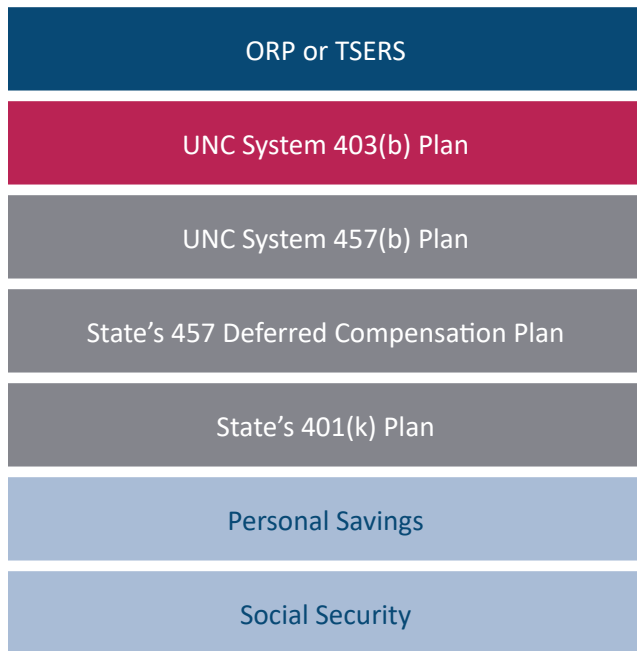 ORP or TSERS
UNC System 403(b) Plan
UNC System 457(b) Plan
State’s 457 Deferred Compensation Plan
State’s 401(k) Plan
Personal Savings
Social Security